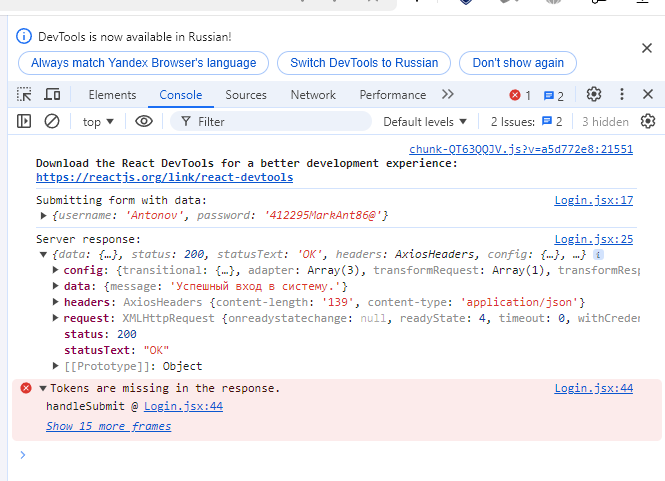 DevTools is now available in Russian!
Always match Yandex Browser's language Switch DevTools to Russian Don't show again
Elements Console Sources Network Performance 1 2
top Filter Default levels 2 Issues: 2 3 hidden
chunk-QT63QQJV.js?v=a5d772e8:21551
Download the React DevTools for a better development experience:
https://reactjs.org/link/react-devtools
Submitting form with data: Login.jsx:17
{username: 'Antonov', password: '412295MarkAnt86@'}
Server response: Login.jsx:25
{data: {…}, status: 200, statusText: 'OK', headers: AxiosHeaders, config: {…}, …}
config: {transitional: {…}, adapter: Array(3), transformRequest: Array(1), transformResp
data: {message: 'Успешный вход в систему.'}
headers: AxiosHeaders {content-length: '139', content-type: 'application/json'}
request: XMLHttpRequest {onreadystatechange: null, readyState: 4, timeout: 0, withCreden
status: 200
statusText: "OK"
[[Prototype]]: Object
Tokens are missing in the response. Login.jsx:44
handleSubmit @ Login.jsx:44
Show 15 more frames